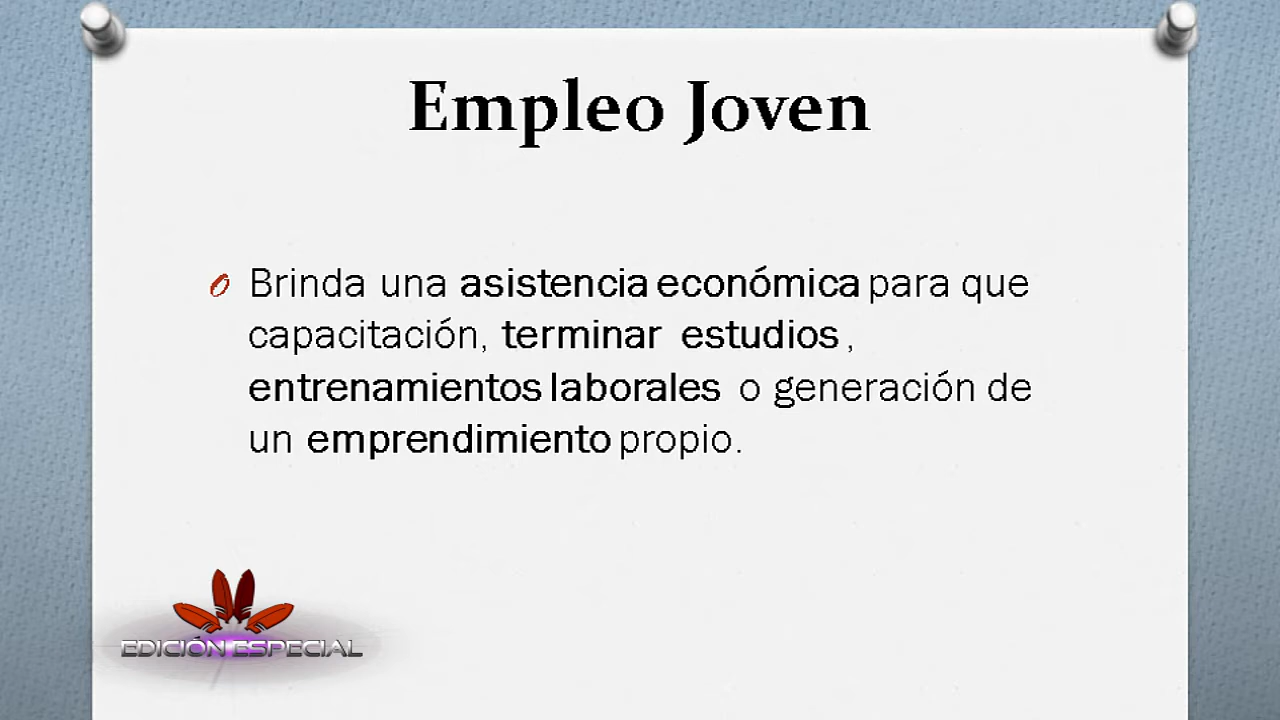 Empleo Joven
Brinda una asistencia económica para que
capacitación, terminar estudios ,
entrenamientos laborales o generación de
un emprendimiento propio.
EDICIÓN ESPECIAL